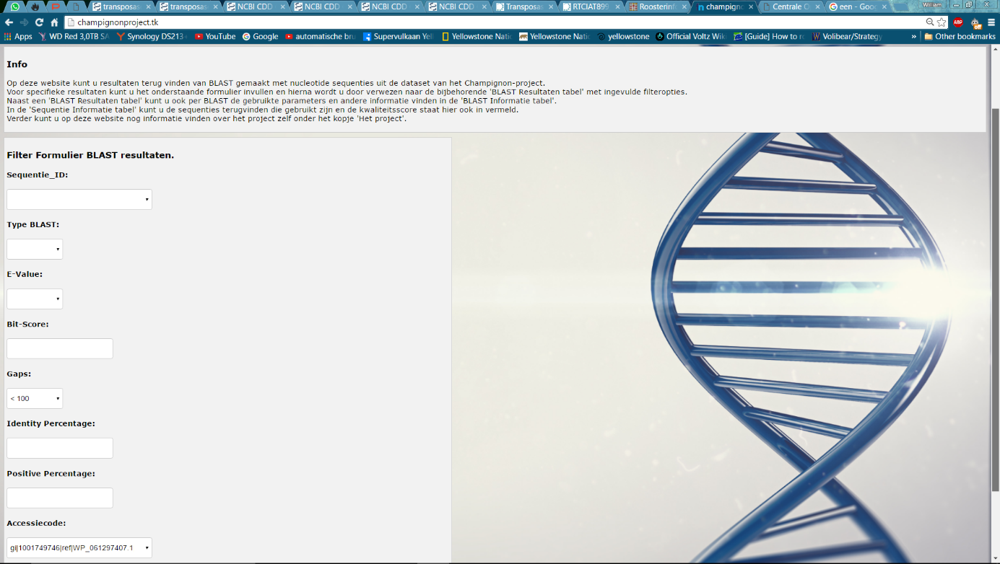 transposas
transposas
NCBI CDD
NCBI CDD
NCBI CDD
NCBI CDD
Transposas
RTCIAT899
Roosterinfo
champigno
Centrale
een - Goo
William
champignonproject.tk
ABP
off
Apps
WD Red 3,0TB SA
Synology DS213
YouTube
Google
automatische bru
Supervulkaan Yell
Yellowstone Natio
Yellowstone Natio
yellowstone
Official Voltz Wiki
[Guide] How to ro
Volibear/Strategy
»
Other bookmarks
Info
Op deze website kunt u resultaten terug vinden van BLAST gemaakt met nucleotide sequenties uit de dataset van het Champignon-project.
Voor specifieke resultaten kunt u het onderstaande formulier invullen en hierna wordt u door verwezen naar de bijbehorende 'BLAST Resultaten tabel' met ingevulde filteropties.
Naast een 'BLAST Resultaten tabel' kunt u ook per BLAST de gebruikte parameters en andere informatie vinden in de 'BLAST Informatie tabel'.
In de 'Sequentie Informatie tabel' kunt u de sequenties terugvinden die gebruikt zijn en de kwaliteitsscore staat hier ook in vermeld.
Verder kunt u op deze website nog informatie vinden over het project zelf onder het kopje 'Het project'.
Filter Formulier BLAST resultaten.
Sequentie_ID:
Type BLAST:
E-Value:
Bit-Score:
Gaps:
< 100
Identity Percentage:
Positive Percentage:
Accessiecode:
gi|1001749746|ref|WP_061297407.1